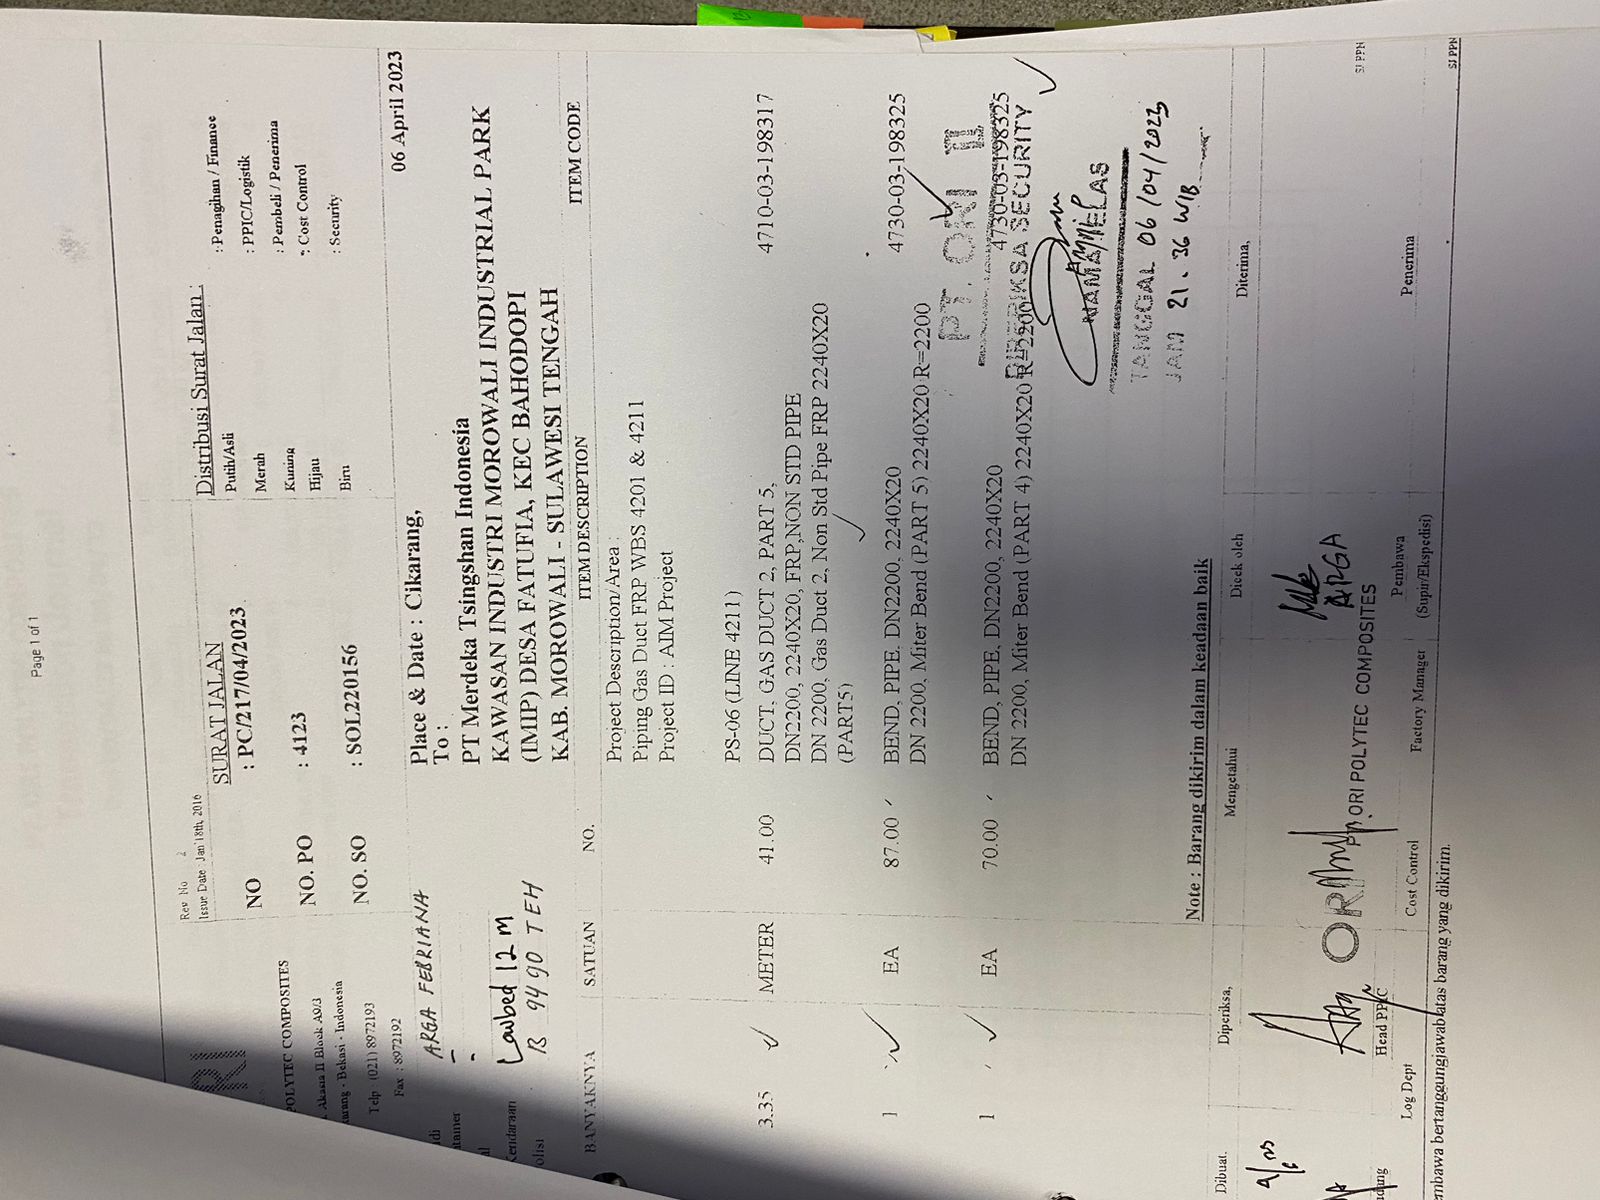 Page 1 of 1
Rev No 2
Issue Date : Jan 18th, 2016
SURAT JALAN
NO : PC/217/04/2023
NO. PO : 4123
NO. SO : SOL220156
Distribusi Surat Jalan :
Putih/Asli : Penagihan / Finance
Merah : PPIC/Logistik
Kuning : Pembeli / Penerima
Hijau : Cost Control
Biru : Security
RI
POLYTEC COMPOSITES
Akasia II Block A9/3
arang - Bekasi - Indonesia
Telp : (021) 8972193
Fax : 8972192
ARGA FEBRIANA
Lowbed 12 M
Kendaraan
B 9490 TEH
olisi
Place & Date : Cikarang, 06 April 2023
To :
PT Merdeka Tsingshan Indonesia
KAWASAN INDUSTRI MOROWALI INDUSTRIAL PARK
(IMIP) DESA FATUFIA, KEC BAHODOPI
KAB. MOROWALI - SULAWESI TENGAH
BANYAKNYA SATUAN NO. ITEM DESCRIPTION ITEM CODE
Project Description/Area :
Piping Gas Duct FRP WBS 4201 & 4211
Project ID : AIM Project
PS-06 (LINE 4211)
3.35 METER 41.00 DUCT, GAS DUCT 2, PART 5, 4710-03-198317
DN2200, 2240X20, FRP,NON STD PIPE
DN 2200, Gas Duct 2, Non Std Pipe FRP 2240X20
(PART5)
1 EA 87.00 BEND, PIPE. DN2200, 2240X20 4730-03-198325
DN 2200, Miter Bend (PART 5) 2240X20 R=2200
1 EA 70.00 BEND, PIPE, DN2200, 2240X20 4730-03-198325
DN 2200, Miter Bend (PART 4) 2240X20 R=2200
PT. ORI II
DIPERIKSA SECURITY
TANGGAL 06/04/2023
JAM 21.36 WIB
Note : Barang dikirim dalam keadaan baik
Dibuat. Diperiksa, Mengetahui Dicek oleh Diterima,
ARGA
ORI
PT. ORI POLYTEC COMPOSITES
Log Dept Head PPIC Cost Control Factory Manager Pembawa Penerima
(Supir/Ekspedisi)
embawa bertanggungjawab atas barang yang dikirim.
SJ PPN
SJ PPN